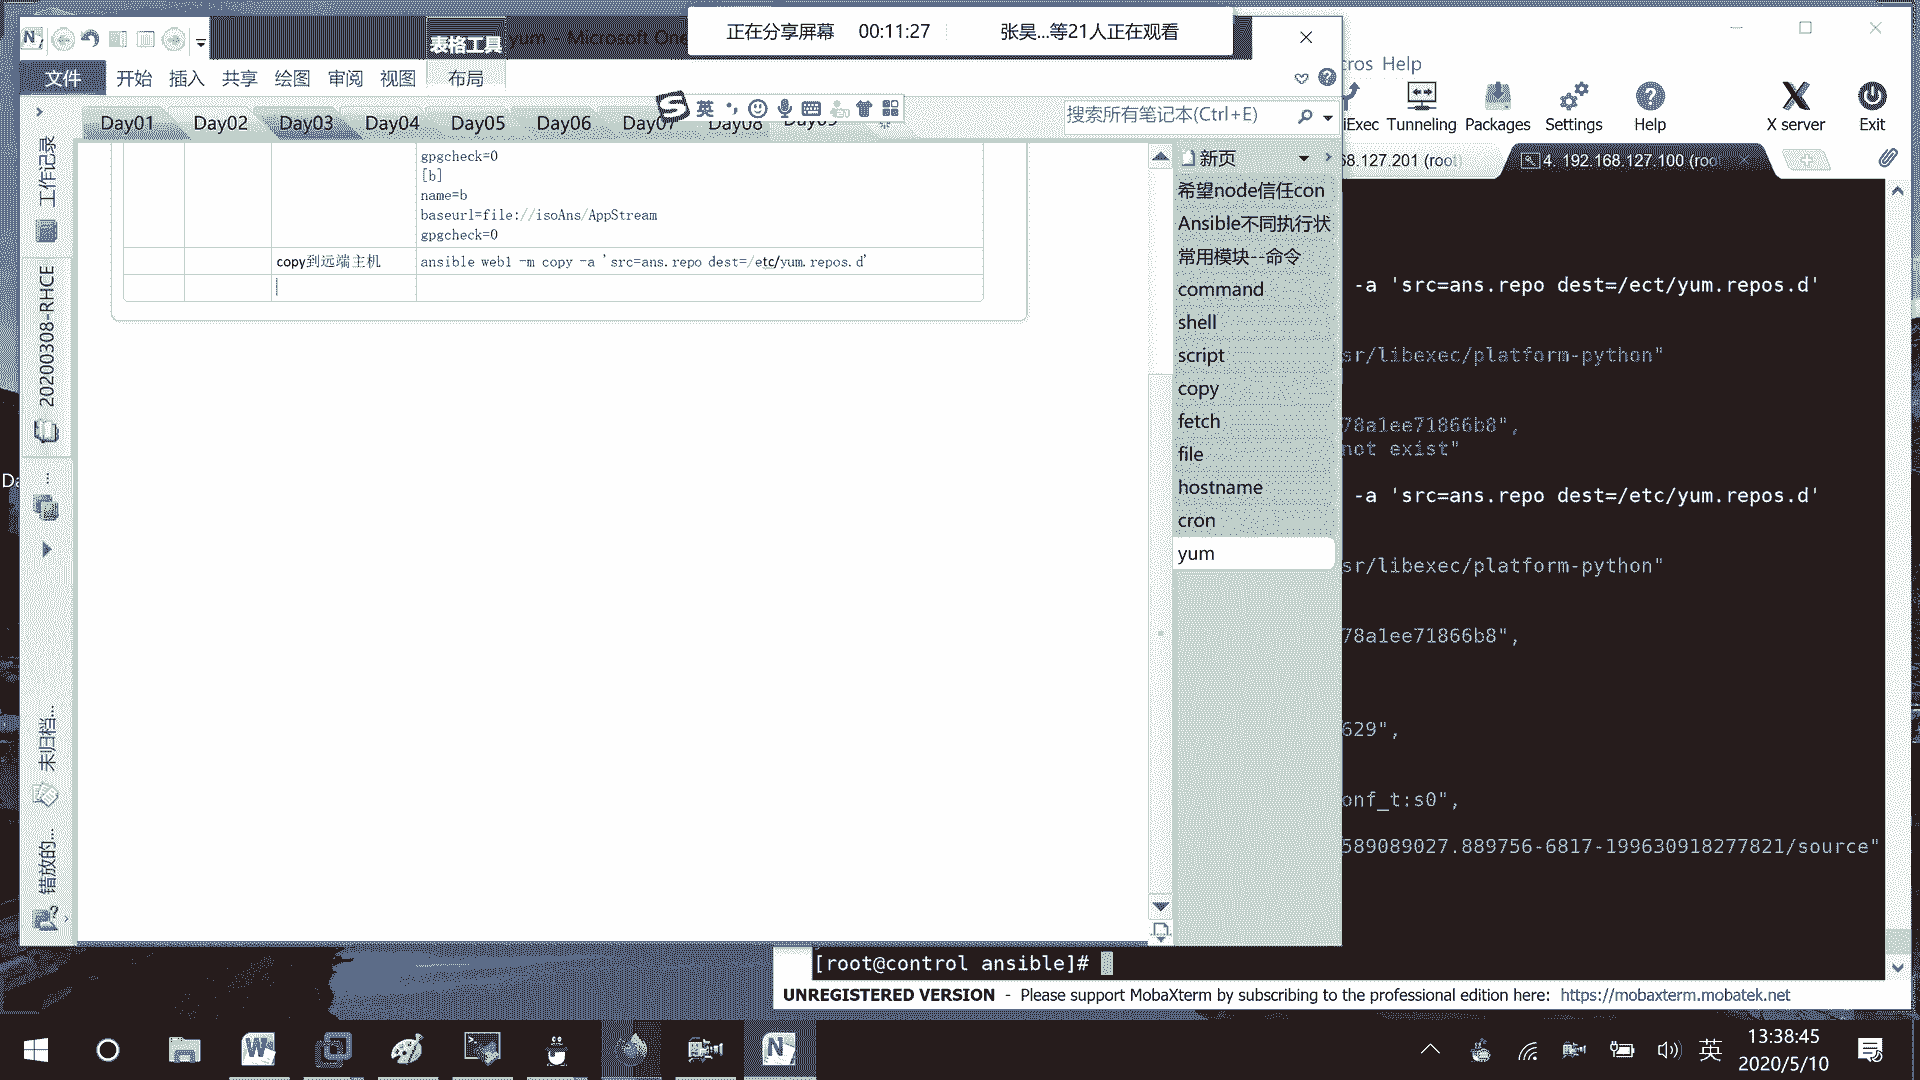 正在分享屏幕 00:11:27 张昊...等21人正在观看
表格工具 yum - Microsoft One
文件 开始 插入 共享 绘图 审阅 视图 布局
ros Help
iExec Tunneling Packages Settings Help X server Exit
Day01 Day02 Day03 Day04 Day05 Day06 Day07 Day08 Day09
英
搜索所有笔记本(Ctrl+E)
8.127.201 (root)
4. 192.168.127.100 (roo
工作记录
20200308-RHCE
...
未归档...
错放的...
gpgcheck=0
[b]
name=b
baseurl=file://isoAns/AppStream
gpgcheck=0
copy到远端主机 ansible web1 -m copy -a 'src=ans.repo dest=/etc/yum.repos.d'
新页
希望node信任con
Ansible不同执行状
常用模块--命令
command
shell
script
copy
fetch
file
hostname
cron
yum
-a 'src=ans.repo dest=/ect/yum.repos.d'
sr/libexec/platform-python"
78a1ee71866b8",
not exist"
-a 'src=ans.repo dest=/etc/yum.repos.d'
sr/libexec/platform-python"
78a1ee71866b8",
629",
onf_t:s0",
589089027.889756-6817-199630918277821/source"
[root@control ansible]#
UNREGISTERED VERSION - Please support MobaXterm by subscribing to the professional edition here: https://mobaxterm.mobatek.net
Da
英 13:38:45
2020/5/10